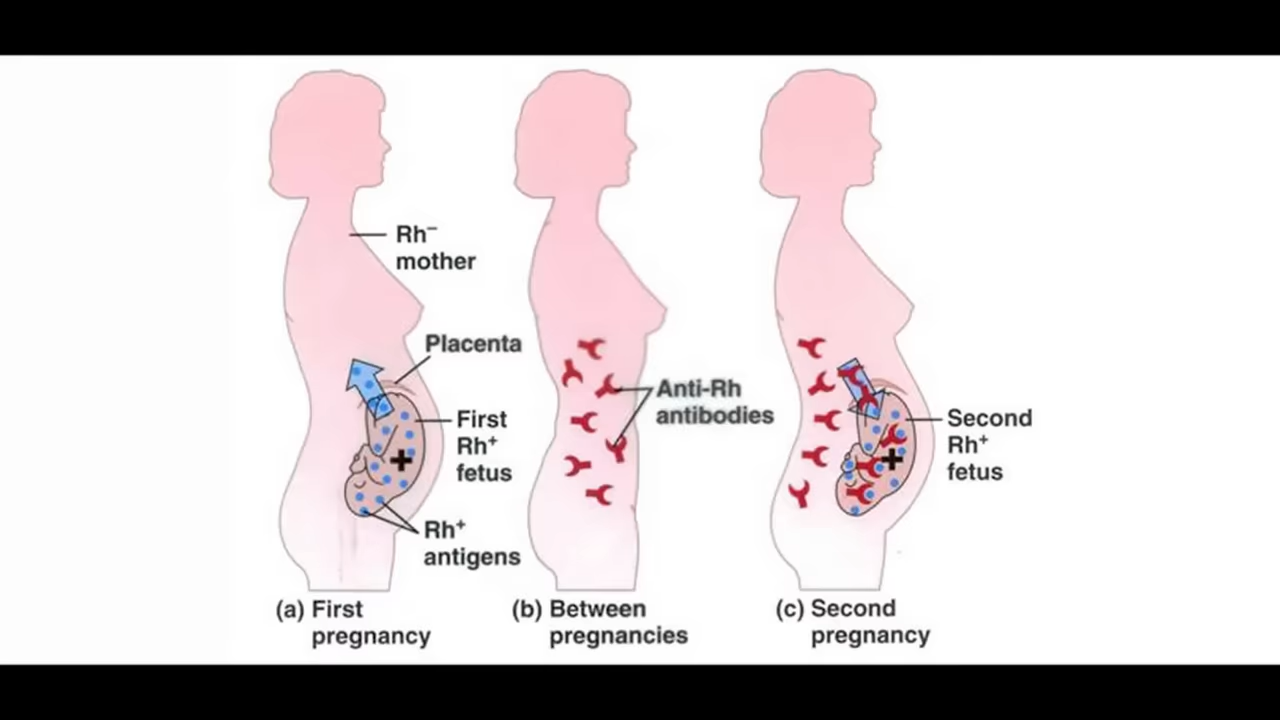 Rh⁻
mother
Placenta
First
Rh⁺
fetus
Rh⁺
antigens
(a) First
pregnancy
Anti-Rh
antibodies
(b) Between
pregnancies
Second
Rh⁺
fetus
(c) Second
pregnancy